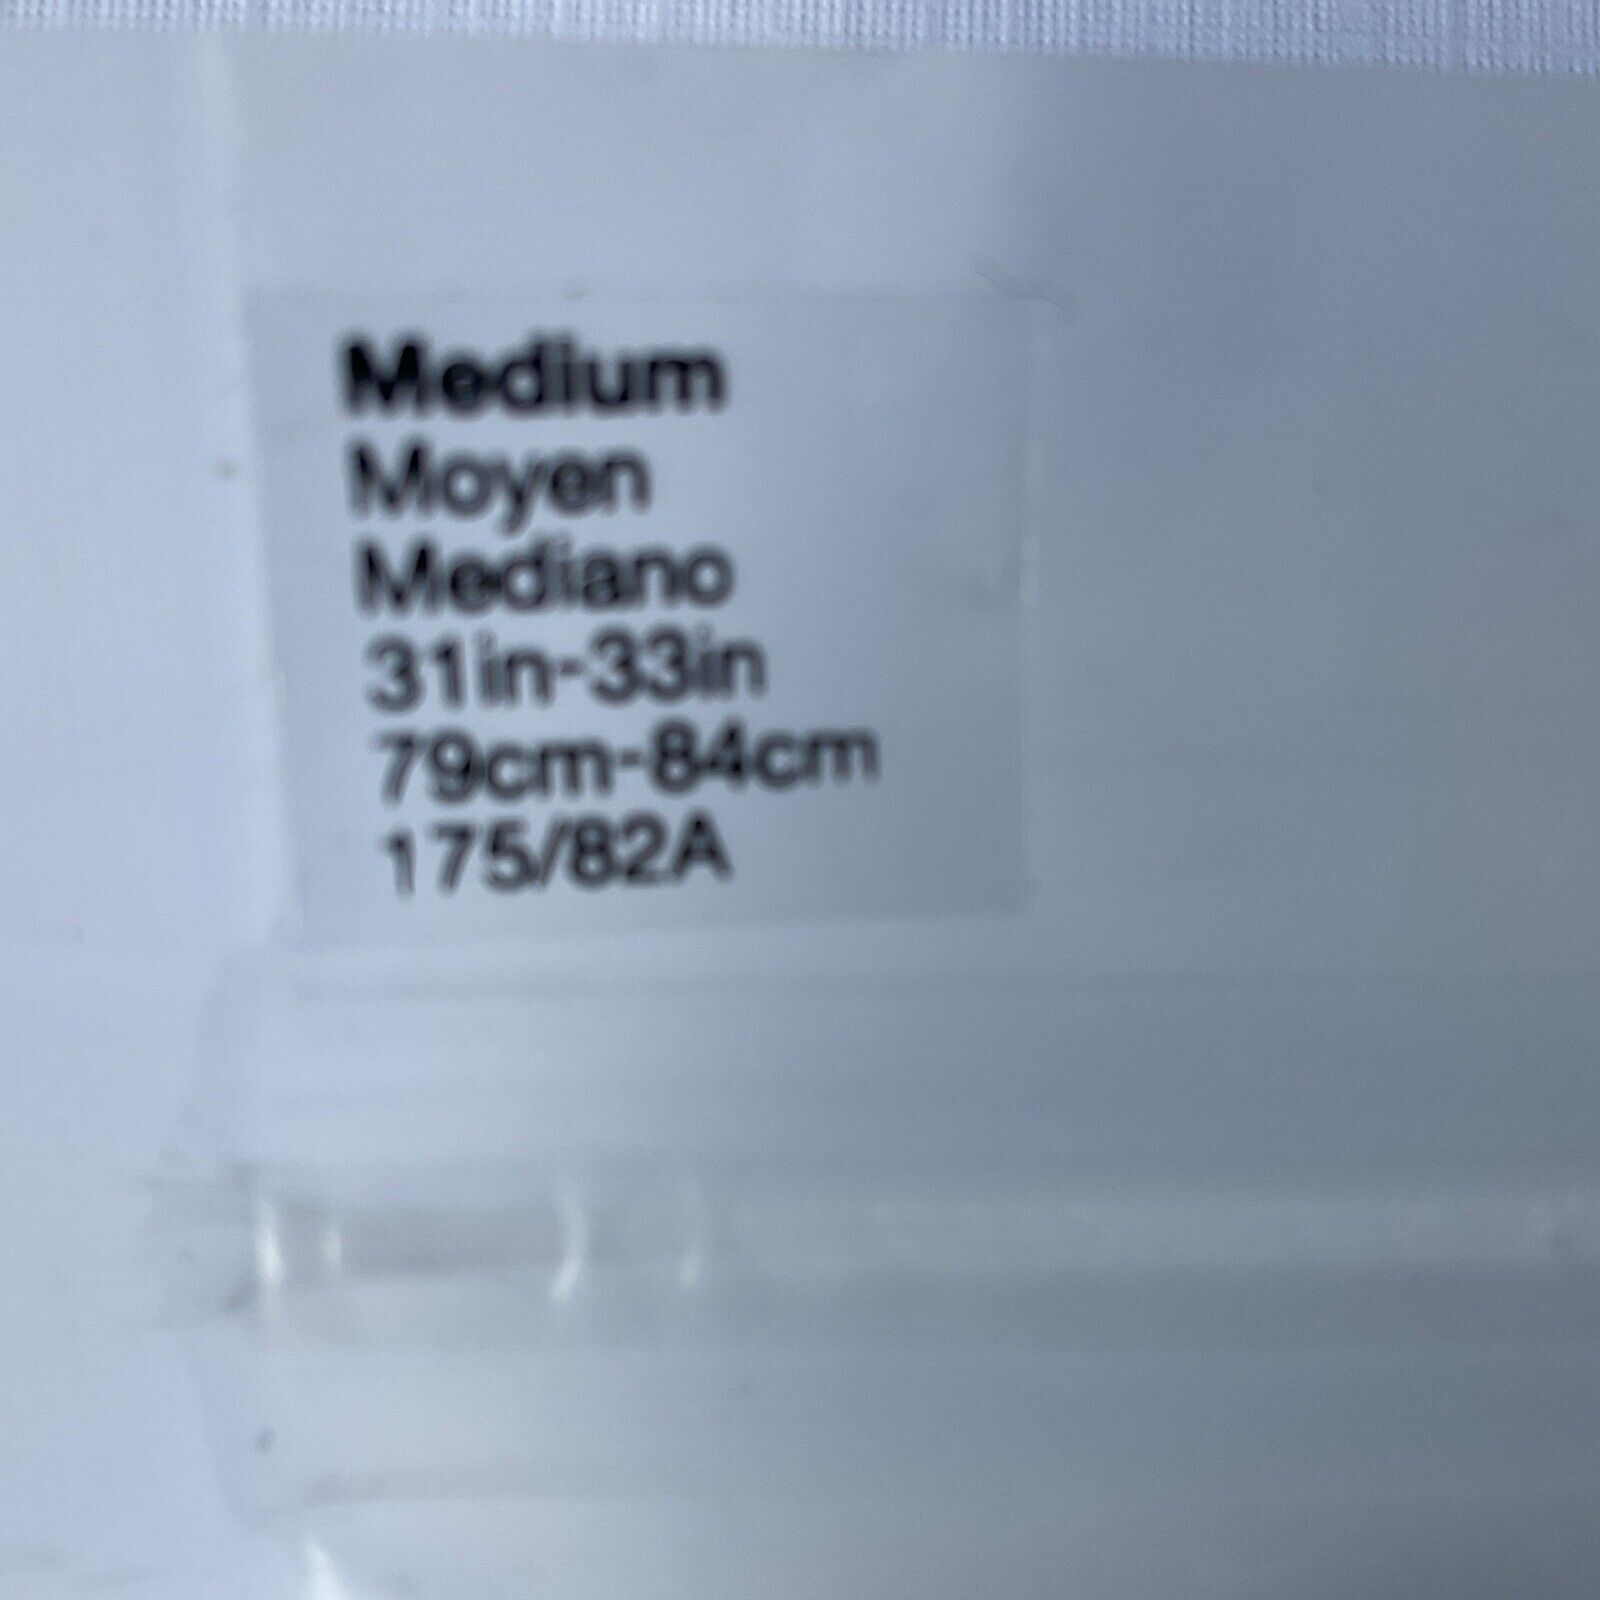 Medium
Moyen
Mediano
31in-33in
79cm-84cm
175/82A